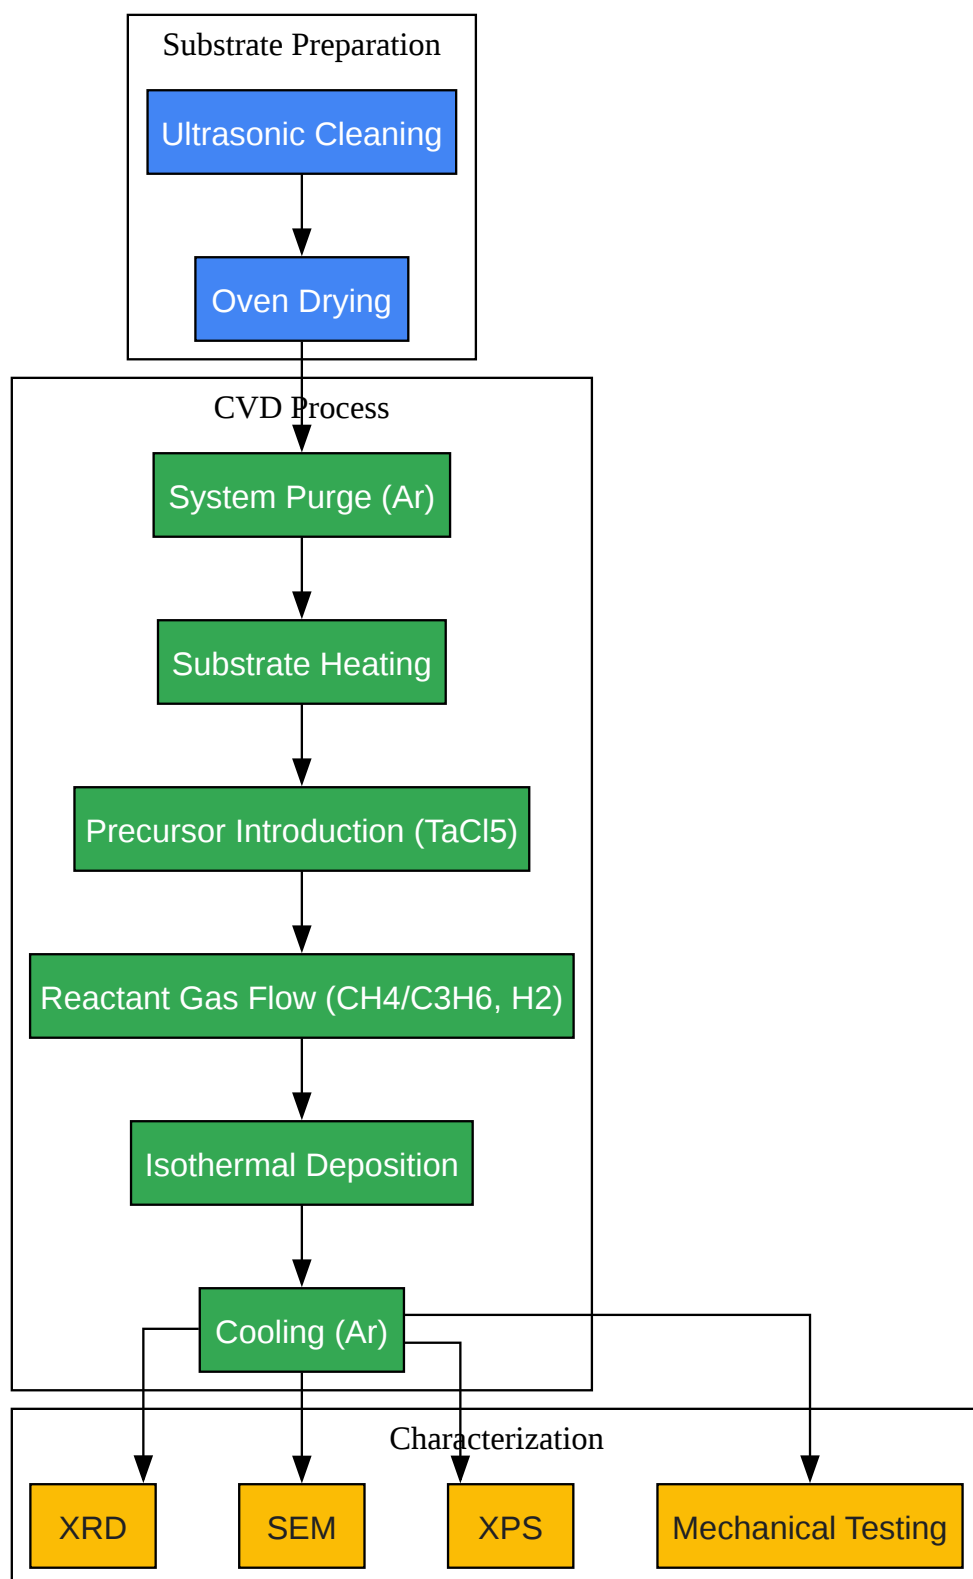 Substrate Preparation
Ultrasonic Cleaning
Oven Drying
CVD Process
System Purge (Ar)
Substrate Heating
Precursor Introduction (TaCl5)
Reactant Gas Flow (CH4/C3H6, H2)
Isothermal Deposition
Cooling (Ar)
Characterization
XRD
SEM
XPS
Mechanical Testing